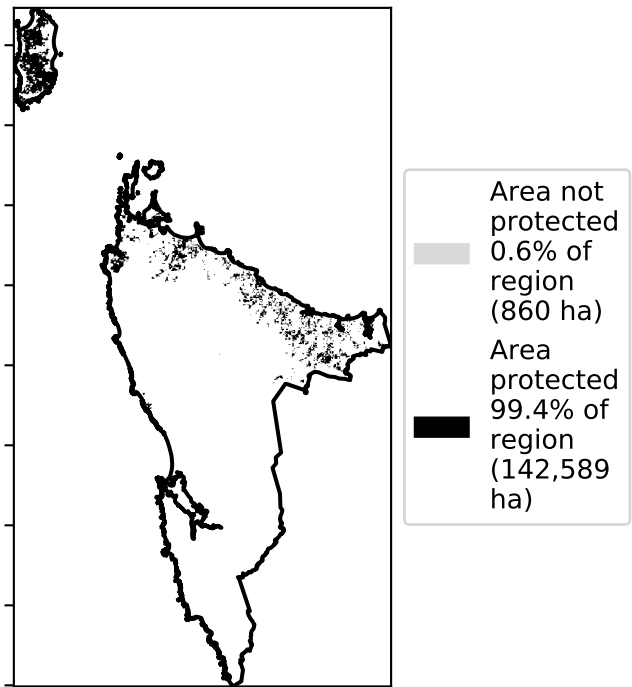 Area not
protected
0.6% of
region
(860 ha)
Area
protected
99.4% of
region
(142,589
ha)